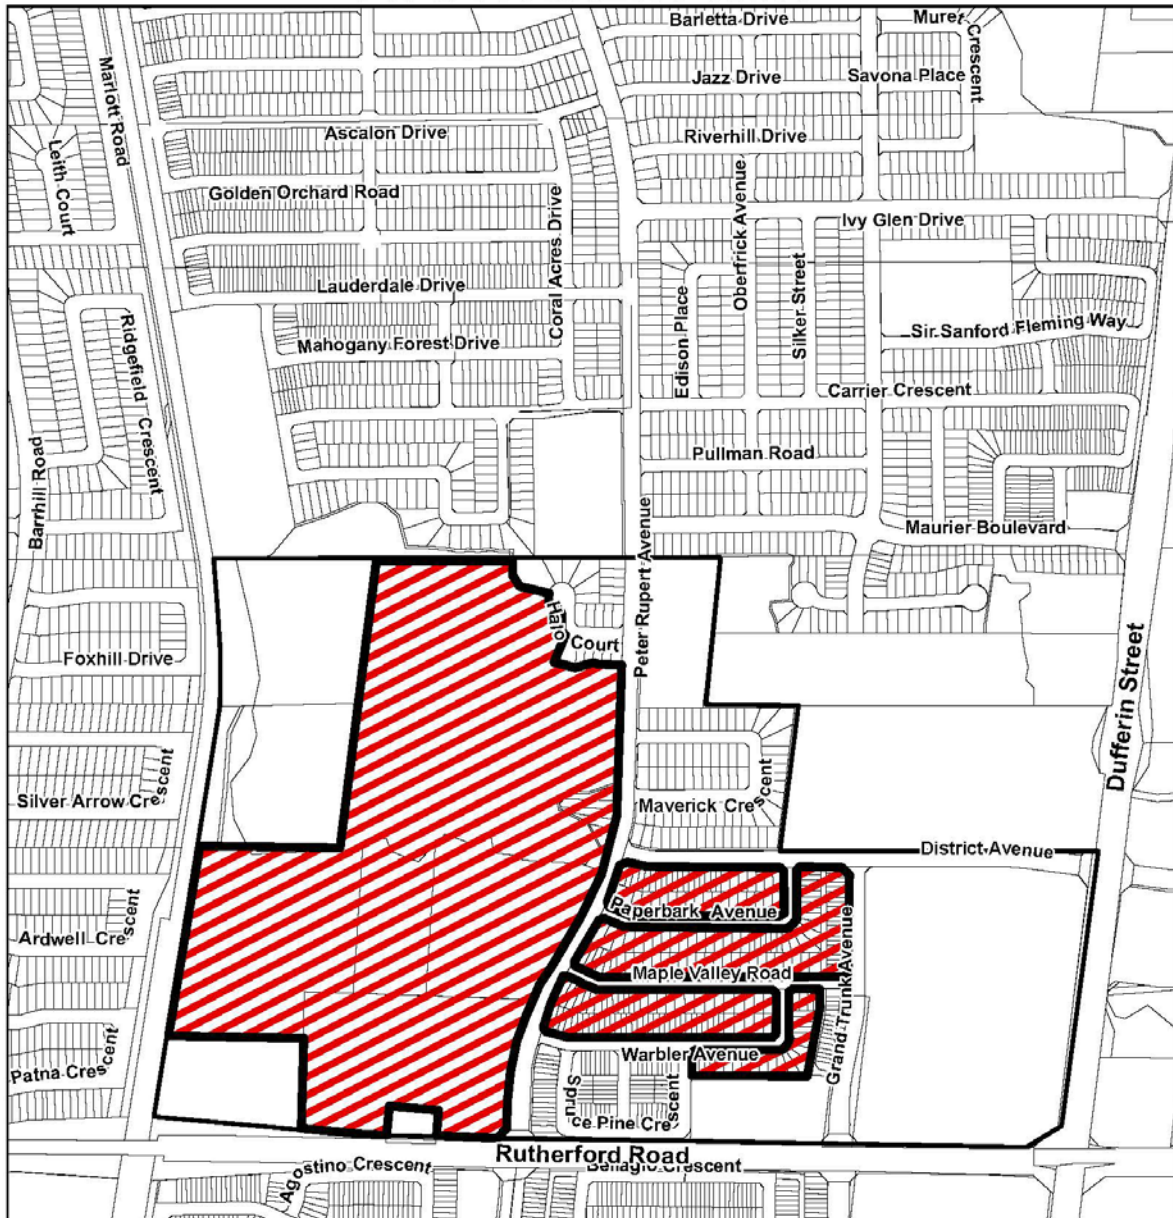 Barletta Drive
Muret Crescent
Marlott Road
Jazz Drive
Savona Place
Ascalon Drive
Riverhill Drive
Leith Court
Golden Orchard Road
Coral Acres Drive
Oberfrick Avenue
Ivy Glen Drive
Lauderdale Drive
Edison Place
Silker Street
Sir Sanford Fleming Way
Ridgefield Crescent
Mahogany Forest Drive
Carrier Crescent
Barrhill Road
Pullman Road
Maurier Boulevard
Peter Rupert Avenue
Halo Court
Foxhill Drive
Dufferin Street
Silver Arrow Crescent
Maverick Crescent
District Avenue
Paperbark Avenue
Ardwell Crescent
Maple Valley Road
Grand Trunk Avenue
Warbler Avenue
Patna Crescent
Spruce Pine Crescent
Rutherford Road
Agostino Crescent
Bellagio Crescent